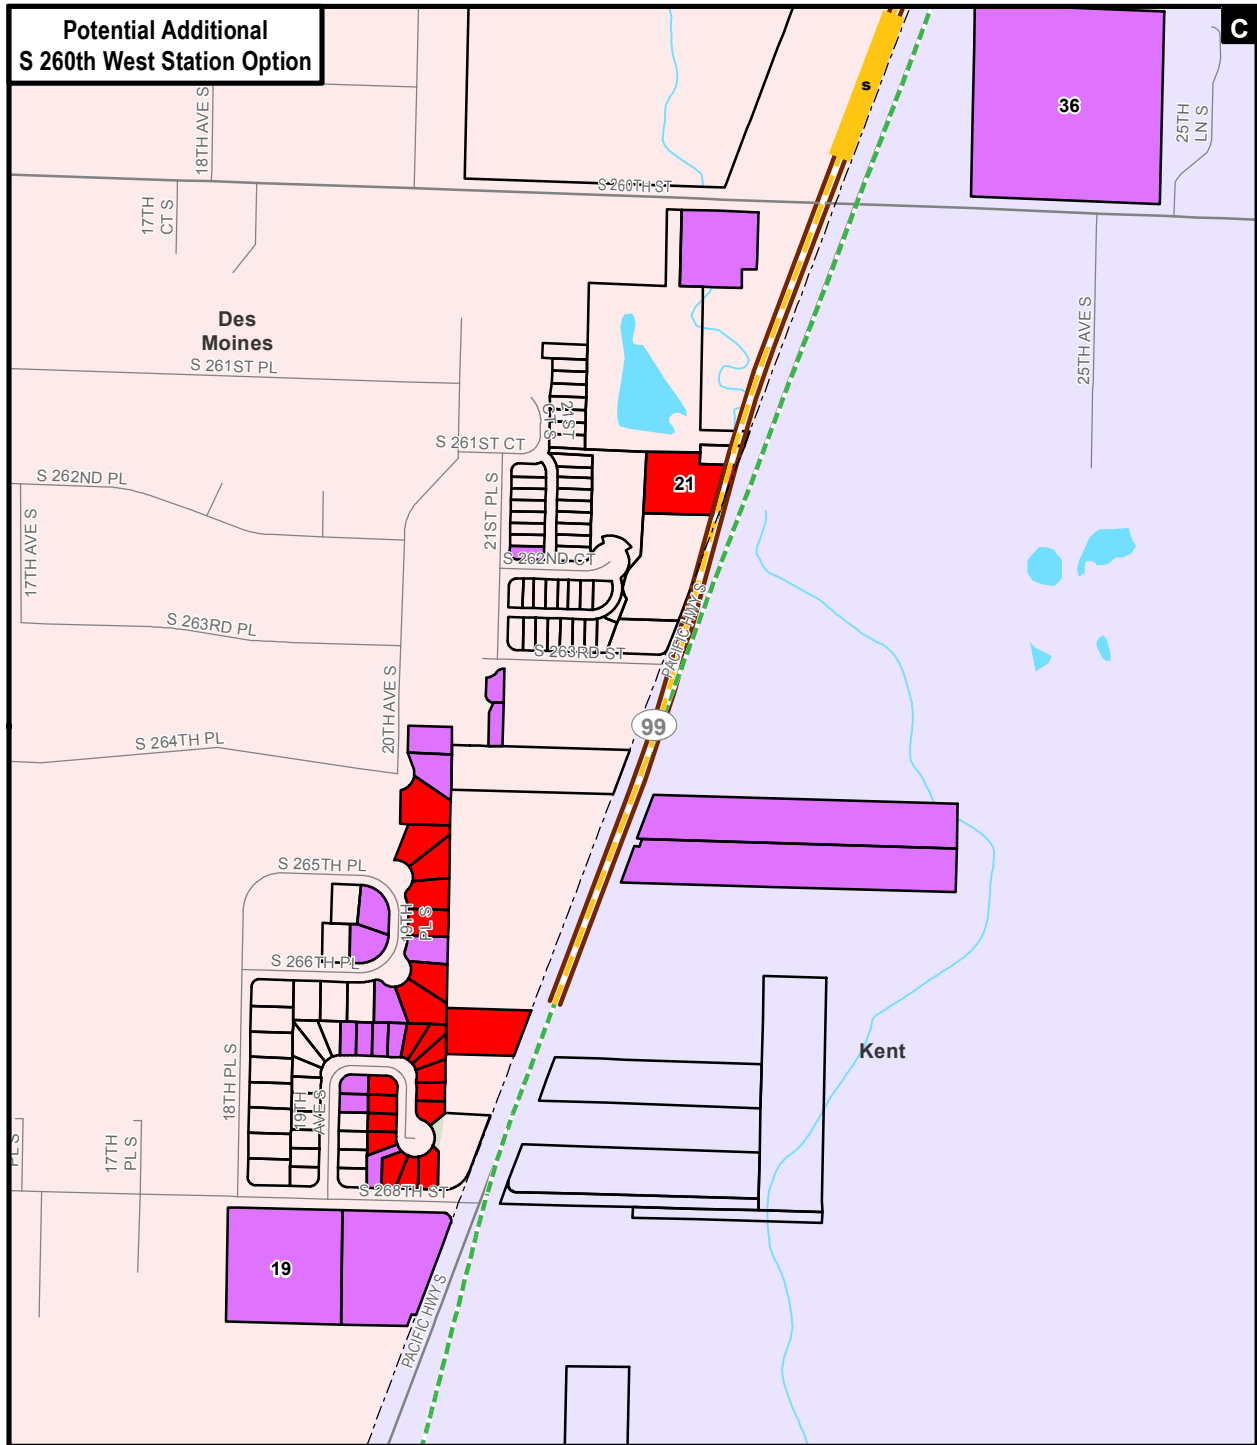 Potential Additional
S 260th West Station Option
C
s
36
25TH
LN S
18TH AVE S
S 260TH ST
17TH
CT S
Des
Moines
S 261ST PL
25TH AVE S
21ST
CT S
S 261ST CT
S 262ND PL
21
21ST PL S
17TH AVE S
S 262ND CT
S 263RD PL
PACIFIC HWY S
S 263RD ST
20TH AVE S
99
S 264TH PL
S 265TH PL
19TH
PL S
S 266TH PL
Kent
18TH PL S
19TH
AVE S
17TH
PL S
PL S
S 268TH ST
19
PACIFIC HWY S